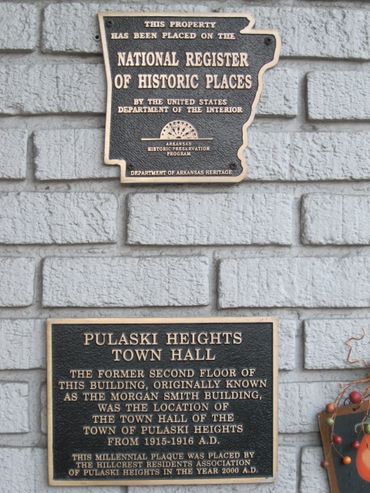 THIS PROPERTY
HAS BEEN PLACED ON THE
NATIONAL REGISTER
OF HISTORIC PLACES
BY THE UNITED STATES
DEPARTMENT OF THE INTERIOR
ARKANSAS
HISTORIC PRESERVATION
PROGRAM
DEPARTMENT OF ARKANSAS HERITAGE
PULASKI HEIGHTS
TOWN HALL
THE FORMER SECOND FLOOR OF
THIS BUILDING, ORIGINALLY KNOWN
AS THE MORGAN SMITH BUILDING,
WAS THE LOCATION OF
THE TOWN HALL OF THE
TOWN OF PULASKI HEIGHTS
FROM 1915-1916 A.D.
THIS MILLENNIAL PLAQUE WAS PLACED BY
THE HILLCREST RESIDENTS ASSOCIATION
OF PULASKI HEIGHTS IN THE YEAR 2000 A.D.